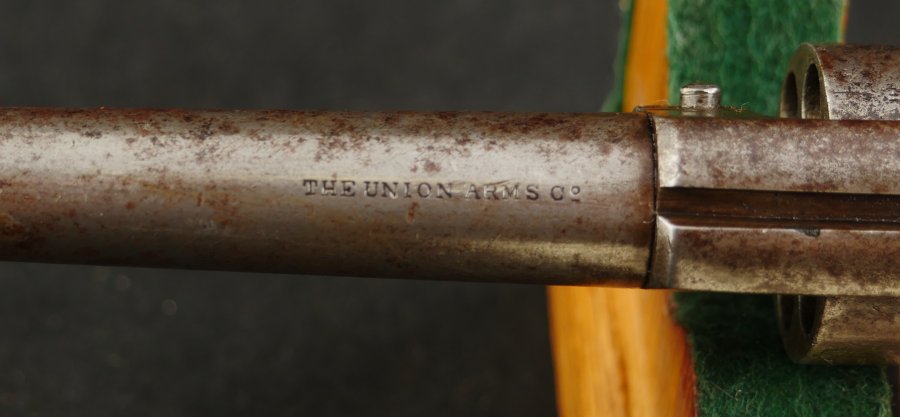 THE UNION ARMS Cº